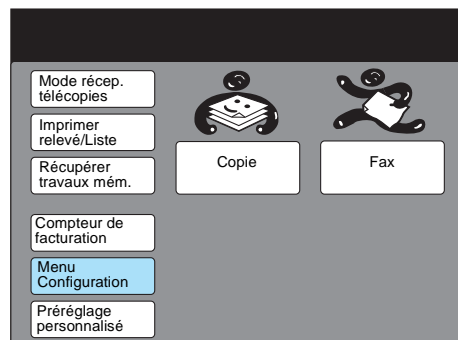 Mode récep.
télécopies
Imprimer
relevé/Liste
Récupérer
travaux mém.
Compteur de
facturation
Menu
Configuration
Préréglage
personnalisé
Copie
Fax